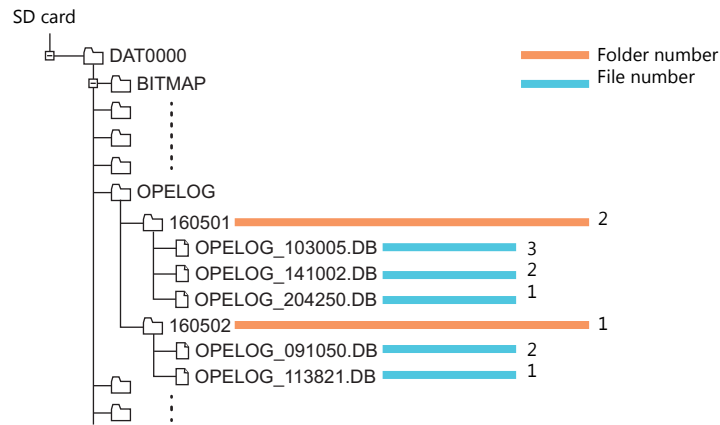 SD card
DAT0000
Folder number
File number
BITMAP
OPELOG
160501 2
OPELOG_103005.DB 3
OPELOG_141002.DB 2
OPELOG_204250.DB 1
160502 1
OPELOG_091050.DB 2
OPELOG_113821.DB 1